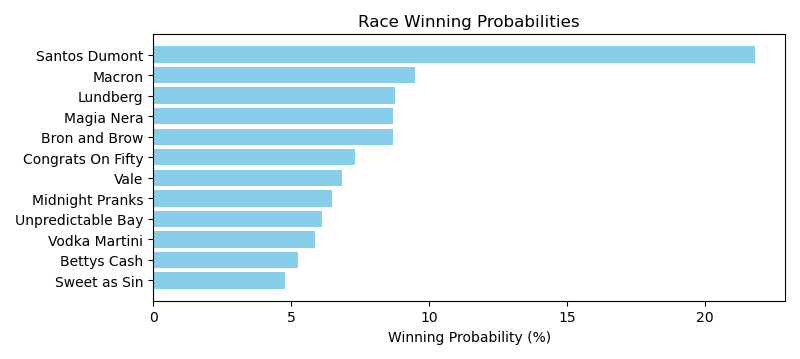 Race Winning Probabilities
Santos Dumont
Macron
Lundberg
Magia Nera
Bron and Brow
Congrats On Fifty
Vale
Midnight Pranks
Unpredictable Bay
Vodka Martini
Bettys Cash
Sweet as Sin
0 5 10 15 20
Winning Probability (%)